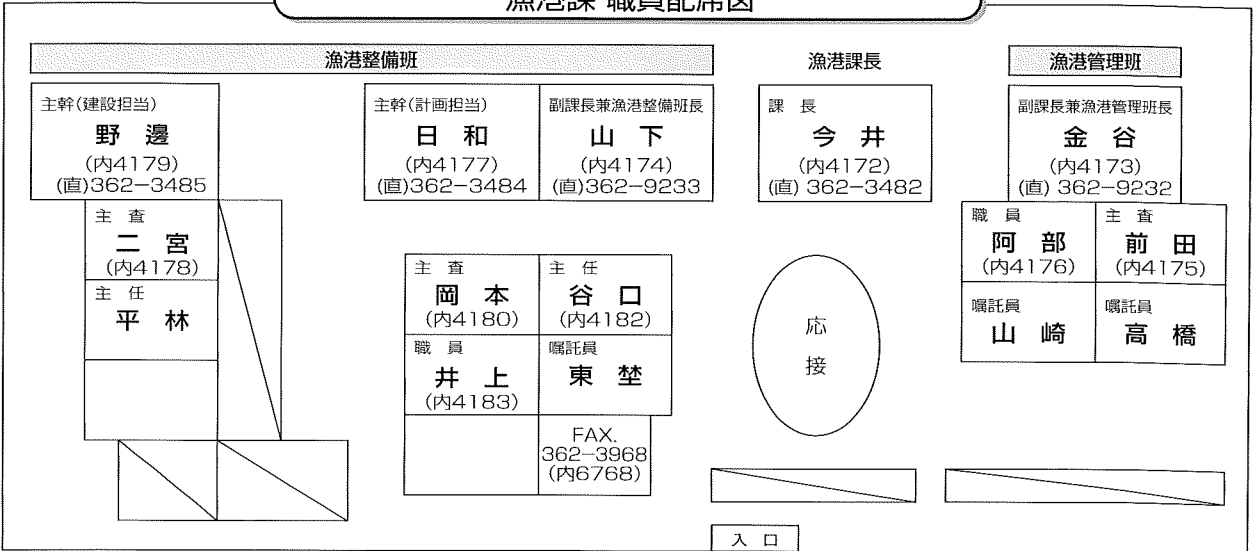 漁港課 職員配席図
漁港整備班
漁港課長
漁港管理班
主幹(建設担当)
野 邊
(内4179)
(直)362−3485
主幹(計画担当)
日 和
(内4177)
(直)362−3484
副課長兼漁港整備班長
山 下
(内4174)
(直)362−9233
課 長
今 井
(内4172)
(直)362−3482
副課長兼漁港管理班長
金 谷
(内4173)
(直)362−9232
主 査
二 宮
(内4178)
主 任
平 林
主 査
岡 本
(内4180)
主 任
谷 口
(内4182)
職 員
井 上
(内4183)
嘱託員
東 埜
FAX.
362−3968
(内6768)
応
接
職 員
阿 部
(内4176)
主 査
前 田
(内4175)
嘱託員
山 崎
嘱託員
高 橋
入 口